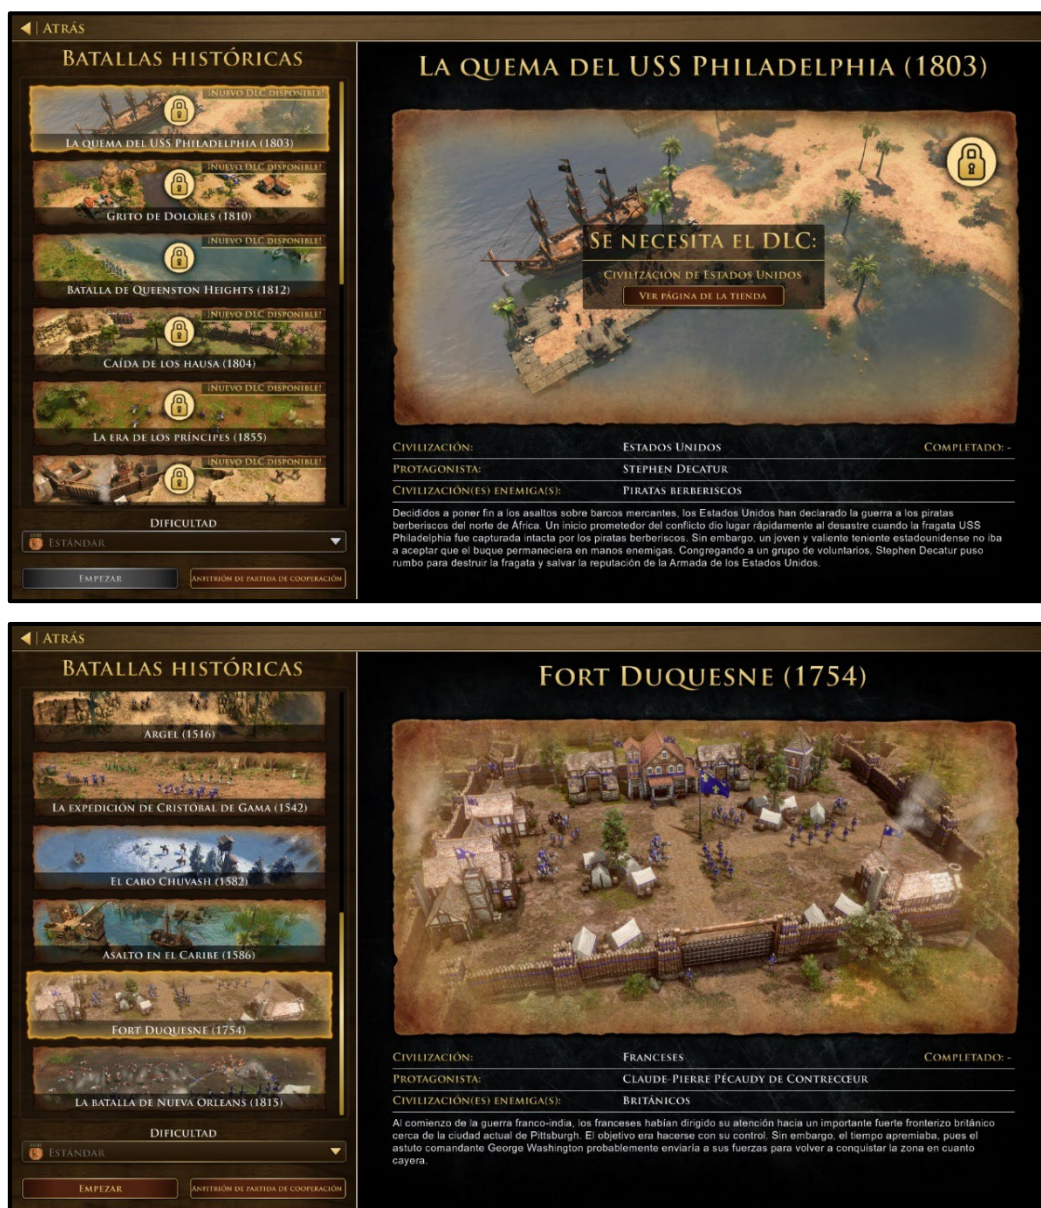 ATRÁS
BATALLAS HISTÓRICAS
¡NUEVO DLC DISPONIBLE!
LA QUEMA DEL USS PHILADELPHIA (1803)
¡NUEVO DLC DISPONIBLE!
GRITO DE DOLORES (1810)
¡NUEVO DLC DISPONIBLE!
BATALLA DE QUEENSTON HEIGHTS (1812)
¡NUEVO DLC DISPONIBLE!
CAÍDA DE LOS HAUSA (1804)
¡NUEVO DLC DISPONIBLE!
LA ERA DE LOS PRÍNCIPES (1855)
¡NUEVO DLC DISPONIBLE!
DIFICULTAD
ESTÁNDAR
EMPEZAR
ANFITRIÓN DE PARTIDA DE COOPERACIÓN
LA QUEMA DEL USS PHILADELPHIA (1803)
SE NECESITA EL DLC:
CIVILIZACIÓN DE ESTADOS UNIDOS
VER PÁGINA DE LA TIENDA
CIVILIZACIÓN: ESTADOS UNIDOS COMPLETADO: -
PROTAGONISTA: STEPHEN DECATUR
CIVILIZACIÓN(ES) ENEMIGA(S): PIRATAS BERBERISCOS
Decididos a poner fin a los asaltos sobre barcos mercantes, los Estados Unidos han declarado la guerra a los piratas
berberiscos del norte de África. Un inicio prometedor del conflicto dio lugar rápidamente al desastre cuando la fragata USS
Philadelphia fue capturada intacta por los piratas berberiscos. Sin embargo, un joven y valiente teniente estadounidense no iba
a aceptar que el buque permaneciera en manos enemigas. Congregando a un grupo de voluntarios, Stephen Decatur puso
rumbo para destruir la fragata y salvar la reputación de la Armada de los Estados Unidos.
ATRÁS
BATALLAS HISTÓRICAS
ARGEL (1516)
LA EXPEDICIÓN DE CRISTÓBAL DE GAMA (1542)
EL CABO CHUVASH (1582)
ASALTO EN EL CARIBE (1586)
FORT DUQUESNE (1754)
LA BATALLA DE NUEVA ORLEANS (1815)
DIFICULTAD
ESTÁNDAR
EMPEZAR
ANFITRIÓN DE PARTIDA DE COOPERACIÓN
FORT DUQUESNE (1754)
CIVILIZACIÓN: FRANCESES COMPLETADO: -
PROTAGONISTA: CLAUDE-PIERRE PÉCAUDY DE CONTRECŒUR
CIVILIZACIÓN(ES) ENEMIGA(S): BRITÁNICOS
Al comienzo de la guerra franco-india, los franceses habían dirigido su atención hacia un importante fuerte fronterizo británico
cerca de la ciudad actual de Pittsburgh. El objetivo era hacerse con su control. Sin embargo, el tiempo apremiaba, pues el
astuto comandante George Washington probablemente enviaría a sus fuerzas para volver a conquistar la zona en cuanto
cayera.